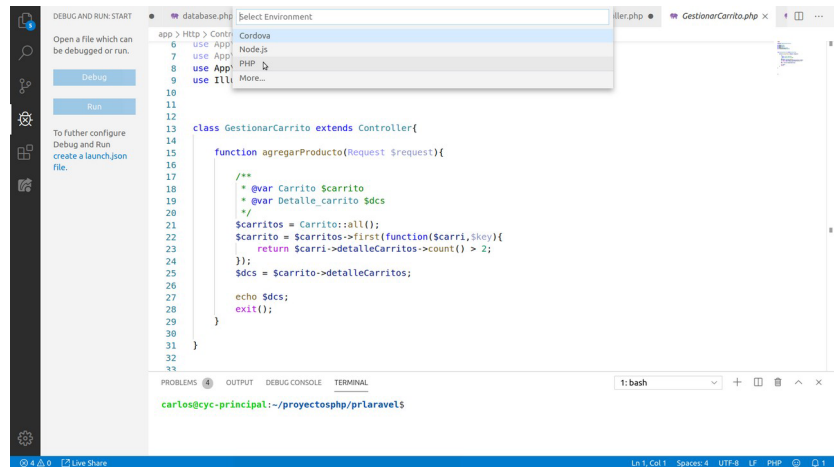 DEBUG AND RUN: START
Open a file which can
be debugged or run.
Debug
Run
To futher configure
Debug and Run
create a launch.json
file.
database.php
ller.php
GestionarCarrito.php
Select Environment
Cordova
Node.js
PHP
More...
app > Http > Contr
6 use App\
7 use App\
8 use App\
9 use Illu
10
11
12
13 class GestionarCarrito extends Controller{
14
15 function agregarProducto(Request $request){
16
17 /**
18 * @var Carrito $carrito
19 * @var Detalle_carrito $dcs
20 */
21 $carritos = Carrito::all();
22 $carrito = $carritos->first(function($carri,$key){
23 return $carri->detalleCarritos->count() > 2;
24 });
25 $dcs = $carrito->detalleCarritos;
26
27 echo $dcs;
28 exit();
29 }
30
31 }
32
33
PROBLEMS 4 OUTPUT DEBUG CONSOLE TERMINAL
1: bash
carlos@cyc-principal:~/proyectosphp/prlaravel$
4 0 Live Share
Ln 1, Col 1 Spaces: 4 UTF-8 LF PHP 1